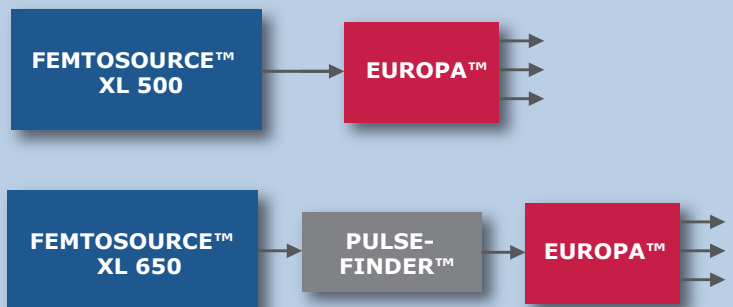 FEMTOSOURCE™
XL 500
EUROPA™
FEMTOSOURCE™
XL 650
PULSE-
FINDER™
EUROPA™